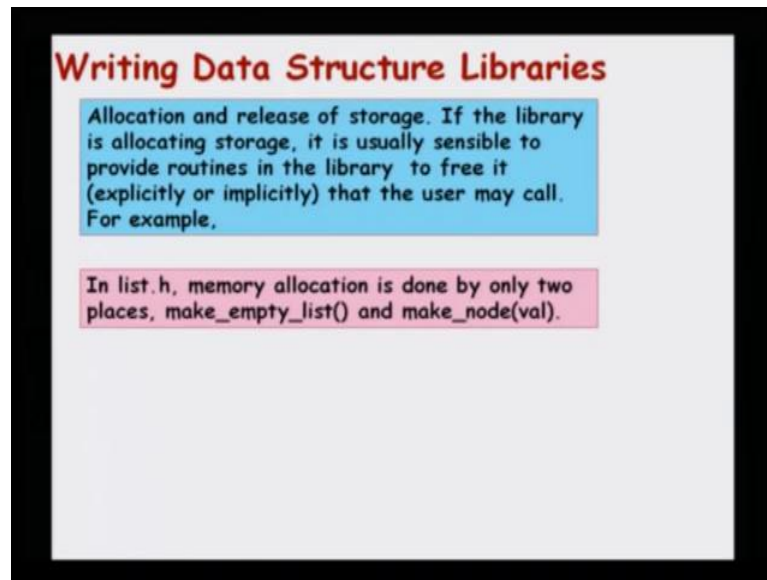 Writing Data Structure Libraries
Allocation and release of storage. If the library
is allocating storage, it is usually sensible to
provide routines in the library to free it
(explicitly or implicitly) that the user may call.
For example,
In list.h, memory allocation is done by only two
places, make_empty_list() and make_node(val).